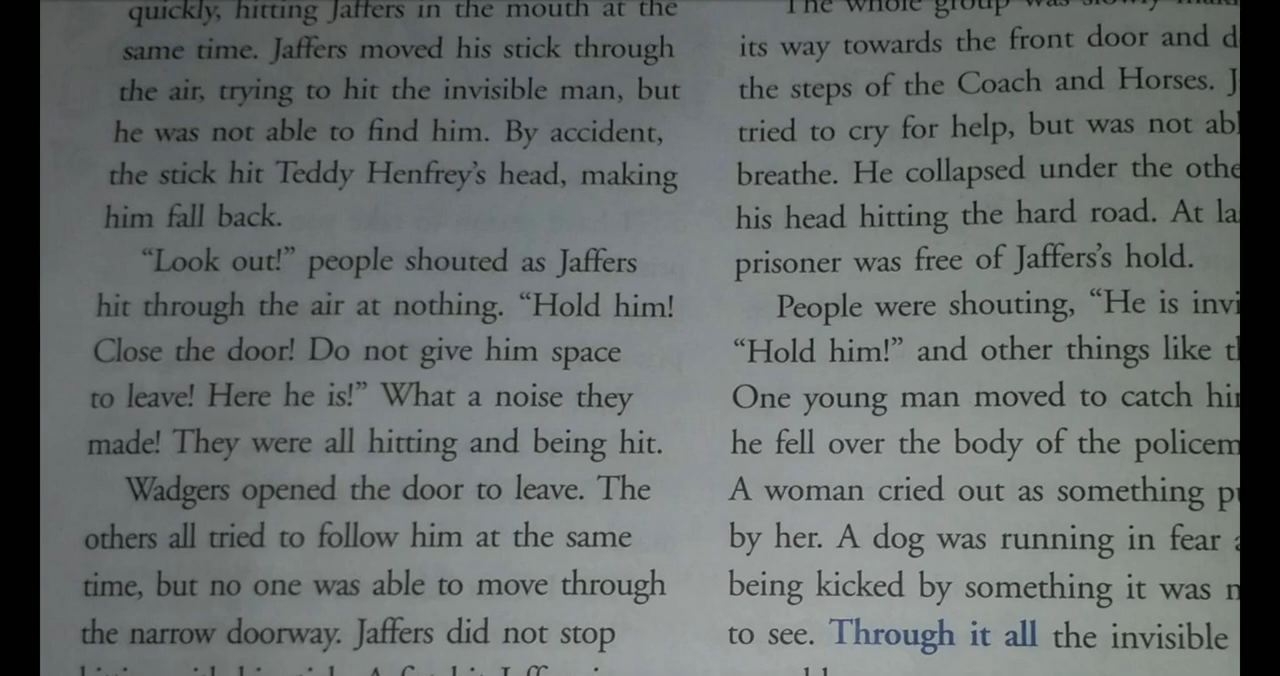 quickly, hitting Jaffers in the mouth at the
same time. Jaffers moved his stick through
the air, trying to hit the invisible man, but
he was not able to find him. By accident,
the stick hit Teddy Henfrey's head, making
him fall back.
“Look out!” people shouted as Jaffers
hit through the air at nothing. “Hold him!
Close the door! Do not give him space
to leave! Here he is!” What a noise they
made! They were all hitting and being hit.
Wadgers opened the door to leave. The
others all tried to follow him at the same
time, but no one was able to move through
the narrow doorway. Jaffers did not stop
The whole group was slowly
its way towards the front door and
the steps of the Coach and Horses.
tried to cry for help, but was not
breathe. He collapsed under the
his head hitting the hard road. At
prisoner was free of Jaffers's hold.
People were shouting, “He is
“Hold him!” and other things like
One young man moved to catch
he fell over the body of the
A woman cried out as something
by her. A dog was running in fear
being kicked by something it was
to see. Through it all the invisible